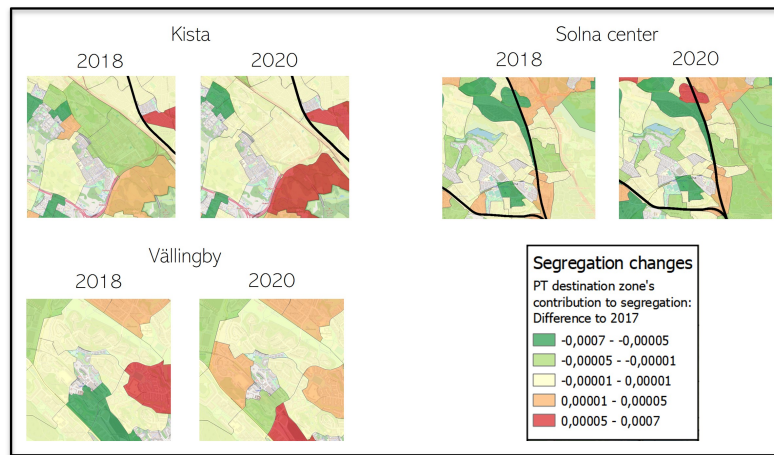 Kista
2018 2020
Solna center
2018 2020
Vällingby
2018 2020
Segregation changes
PT destination zone's
contribution to segregation:
Difference to 2017
-0,0007 - -0,00005
-0,00005 - -0,00001
-0,00001 - 0,00001
0,00001 - 0,00005
0,00005 - 0,0007